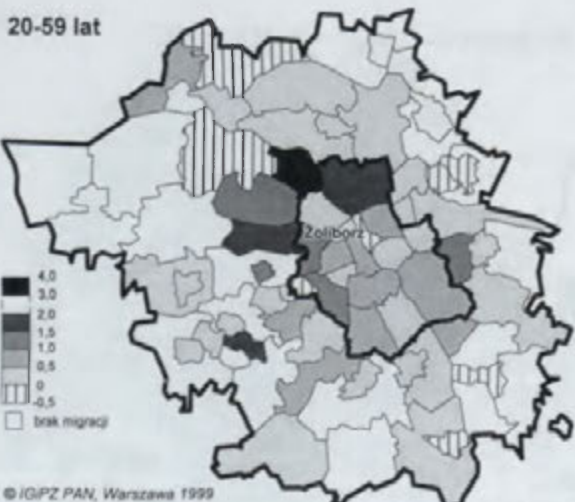 20-59 lat
Żoliborz
4,0
3,0
2,0
1,5
1,0
0,5
0
-0,5
brak migracji
© IGiPZ PAN, Warszawa 1999